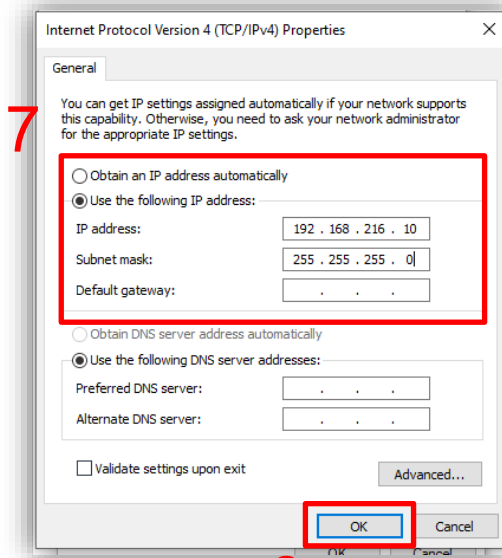 Internet Protocol Version 4 (TCP/IPv4) Properties
General
7
You can get IP settings assigned automatically if your network supports
this capability. Otherwise, you need to ask your network administrator
for the appropriate IP settings.
Obtain an IP address automatically
Use the following IP address:
IP address: 192 . 168 . 216 . 10
Subnet mask: 255 . 255 . 255 . 0
Default gateway: . . .
Obtain DNS server address automatically
Use the following DNS server addresses:
Preferred DNS server: . . .
Alternate DNS server: . . .
Validate settings upon exit
Advanced...
OK Cancel
OK Cancel